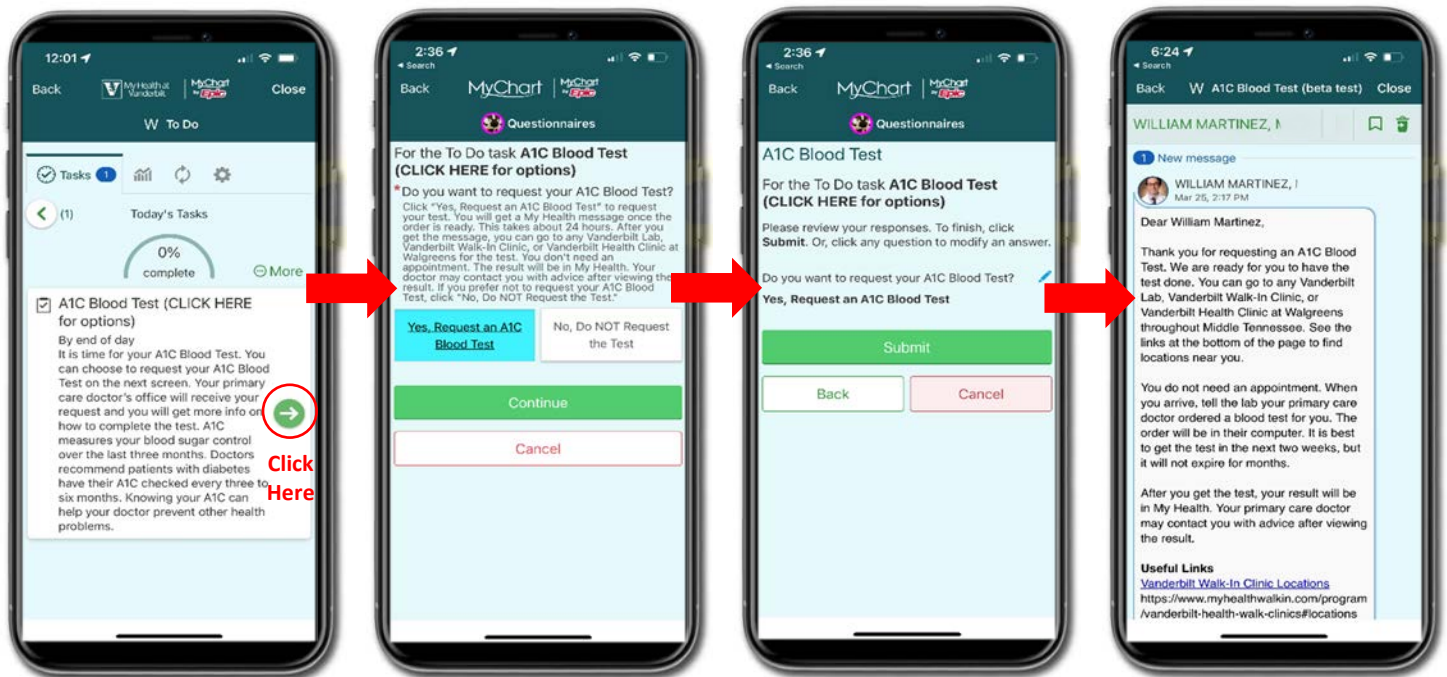 12:01
Back
My Health at
Vanderbilt
MyChart
by Epic
Close
W To Do
Tasks 1
(1)
Today's Tasks
0%
complete
More
A1C Blood Test (CLICK HERE
for options)
By end of day
It is time for your A1C Blood Test. You
can choose to request your A1C Blood
Test on the next screen. Your primary
care doctor's office will receive your
request and you will get more info on
how to complete the test. A1C
measures your blood sugar control
over the last three months. Doctors
recommend patients with diabetes
have their A1C checked every three to
six months. Knowing your A1C can
help your doctor prevent other health
problems.
Click
Here
2:36
Search
Back
MyChart
MyChart
by Epic
Questionnaires
For the To Do task A1C Blood Test
(CLICK HERE for options)
*Do you want to request your A1C Blood Test?
Click "Yes, Request an A1C Blood Test" to request
your test. You will get a My Health message once the
order is ready. This takes about 24 hours. After you
get the message, you can go to any Vanderbilt Lab,
Vanderbilt Walk-In Clinic, or Vanderbilt Health Clinic at
Walgreens for the test. You don't need an
appointment. The result will be in My Health. Your
doctor may contact you with advice after viewing the
result. If you prefer not to request your A1C Blood
Test, click "No, Do NOT Request the Test."
Yes, Request an A1C
Blood Test
No, Do NOT Request
the Test
Continue
Cancel
2:36
Search
Back
MyChart
MyChart
by Epic
Questionnaires
A1C Blood Test
For the To Do task A1C Blood Test
(CLICK HERE for options)
Please review your responses. To finish, click
Submit. Or, click any question to modify an answer.
Do you want to request your A1C Blood Test?
Yes, Request an A1C Blood Test
Submit
Back
Cancel
6:24
Search
Back
W A1C Blood Test (beta test)
Close
WILLIAM MARTINEZ,
1 New message
WILLIAM MARTINEZ,
Mar 25, 2:17 PM
Dear William Martinez,
Thank you for requesting an A1C Blood
Test. We are ready for you to have the
test done. You can go to any Vanderbilt
Lab, Vanderbilt Walk-In Clinic, or
Vanderbilt Health Clinic at Walgreens
throughout Middle Tennessee. See the
links at the bottom of the page to find
locations near you.
You do not need an appointment. When
you arrive, tell the lab your primary care
doctor ordered a blood test for you. The
order will be in their computer. It is best
to get the test in the next two weeks, but
it will not expire for months.
After you get the test, your result will be
in My Health. Your primary care doctor
may contact you with advice after viewing
the result.
Useful Links
Vanderbilt Walk-In Clinic Locations
https://www.myhealthwalkin.com/program
/vanderbilt-health-walk-clinics#locations